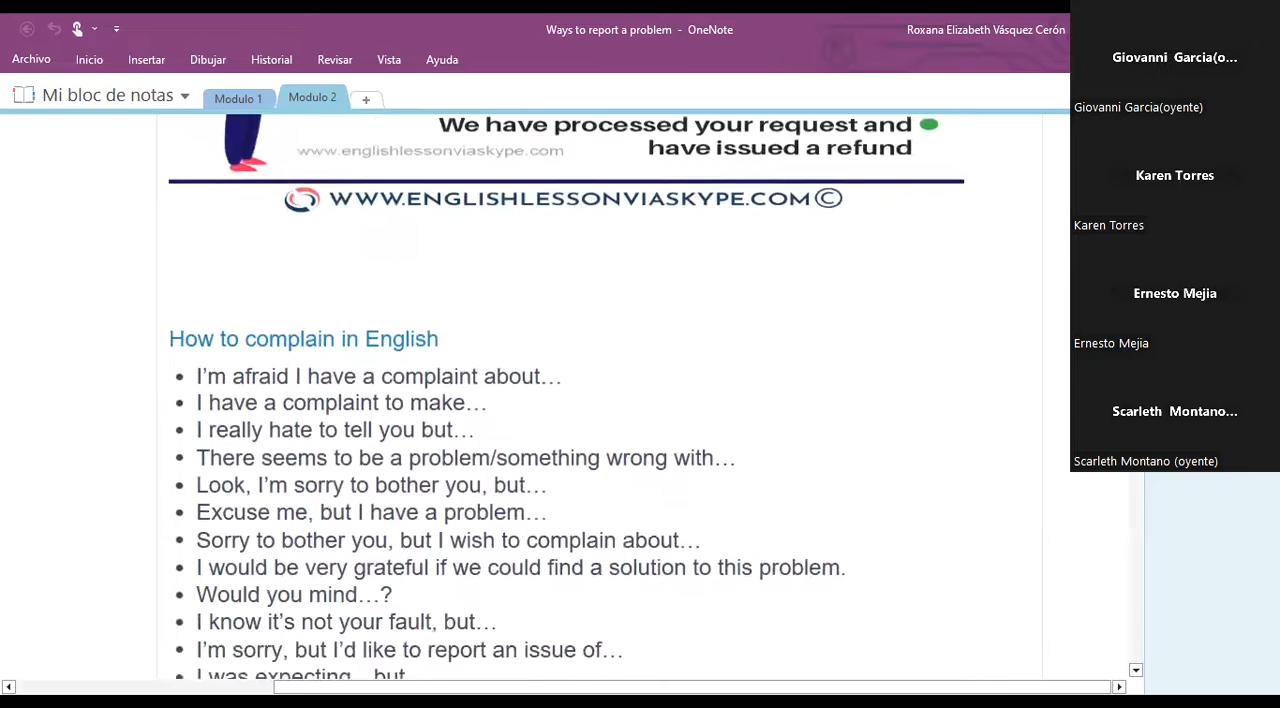 Ways to report a problem - OneNote
Roxana Elizabeth Vásquez Cerón
Archivo Inicio Insertar Dibujar Historial Revisar Vista Ayuda
Mi bloc de notas Modulo 1 Modulo 2 +
We have processed your request and
have issued a refund
www.englishlessonviaskype.com
WWW.ENGLISHLESSONVIASKYPE.COM ©
How to complain in English
• I’m afraid I have a complaint about…
• I have a complaint to make…
• I really hate to tell you but…
• There seems to be a problem/something wrong with…
• Look, I’m sorry to bother you, but…
• Excuse me, but I have a problem…
• Sorry to bother you, but I wish to complain about…
• I would be very grateful if we could find a solution to this problem.
• Would you mind…?
• I know it’s not your fault, but…
• I’m sorry, but I’d like to report an issue of…
• I was expecting…but
Giovanni Garcia(o...
Giovanni Garcia(oyente)
Karen Torres
Karen Torres
Ernesto Mejia
Ernesto Mejia
Scarleth Montano...
Scarleth Montano (oyente)